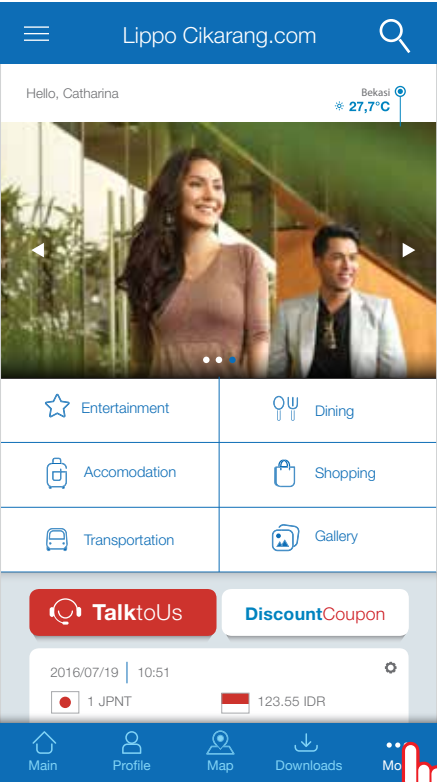 Lippo Cikarang.com
Hello, Catharina
Bekasi
27,7°C
Entertainment
Dining
Accomodation
Shopping
Transportation
Gallery
TalktoUs
DiscountCoupon
2016/07/19 10:51
1 JPNT
123.55 IDR
Main
Profile
Map
Downloads